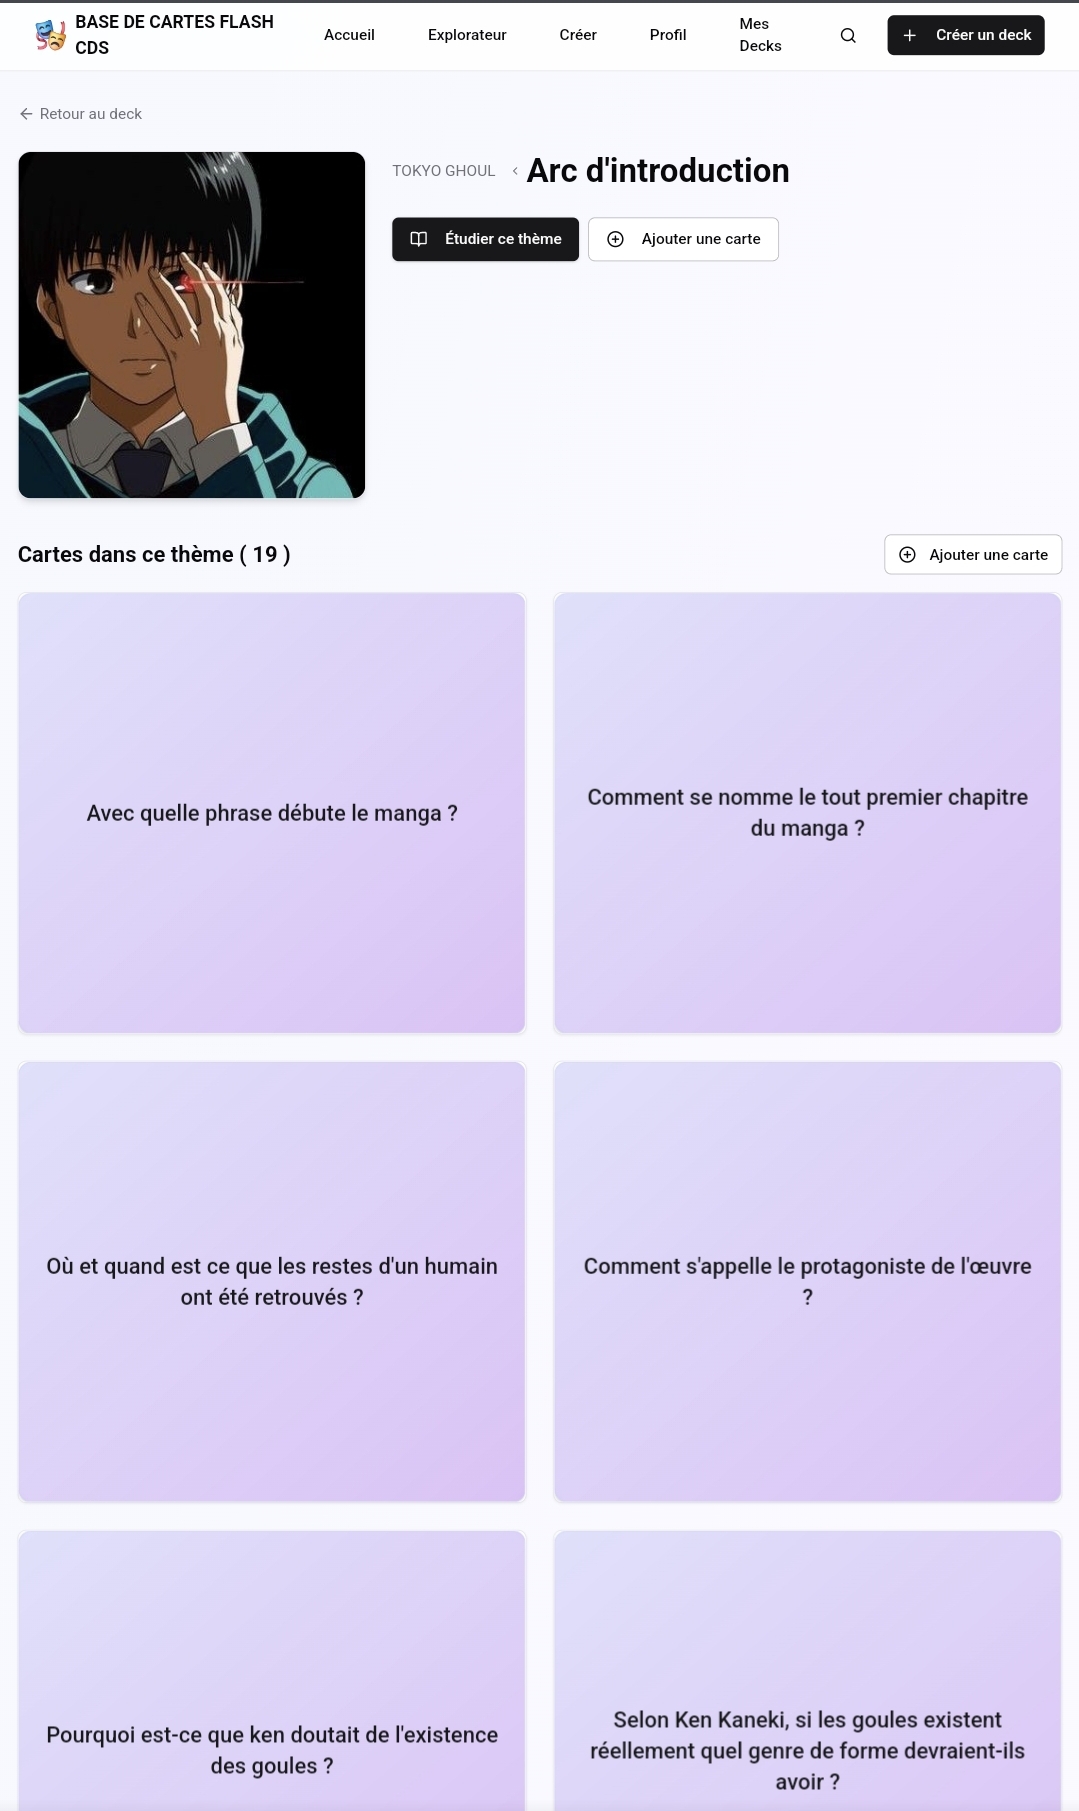 BASE DE CARTES FLASH
CDS
Accueil
Explorateur
Créer
Profil
Mes
Decks
Créer un deck
Retour au deck
TOKYO GHOUL
Arc d'introduction
Étudier ce thème
Ajouter une carte
Cartes dans ce thème ( 19 )
Ajouter une carte
Avec quelle phrase débute le manga ?
Comment se nomme le tout premier chapitre
du manga ?
Où et quand est ce que les restes d'un humain
ont été retrouvés ?
Comment s'appelle le protagoniste de l'œuvre
?
Pourquoi est-ce que ken doutait de l'existence
des goules ?
Selon Ken Kaneki, si les goules existent
réellement quel genre de forme devraient-ils
avoir ?